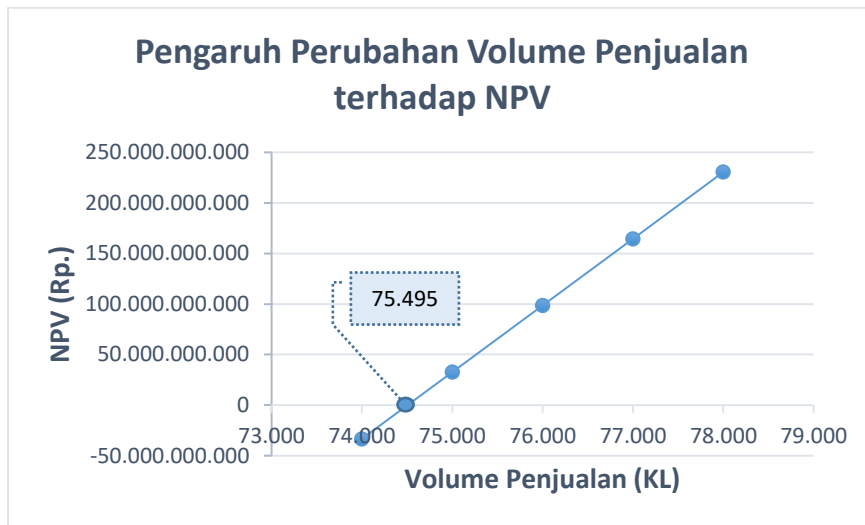 Pengaruh Perubahan Volume Penjualan
terhadap NPV
250.000.000.000
200.000.000.000
150.000.000.000
100.000.000.000
50.000.000.000
0
-50.000.000.000
NPV (Rp.)
75.495
73.000 74.000 75.000 76.000 77.000 78.000 79.000
Volume Penjualan (KL)